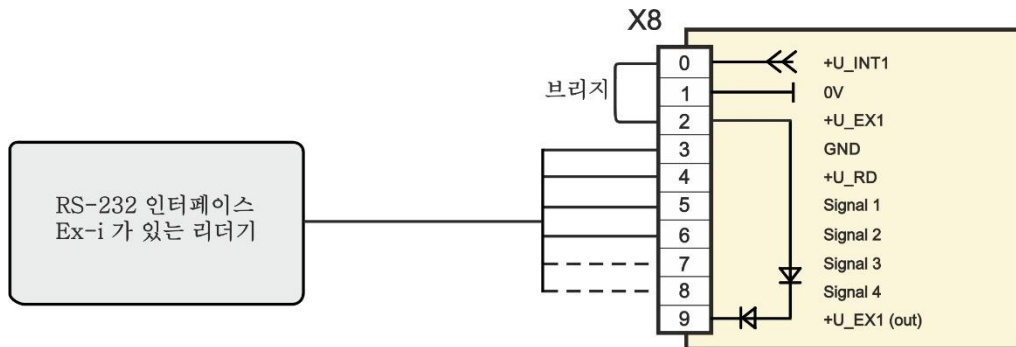 X8
0 +U_INT1
브리지
1 0V
2 +U_EX1
3 GND
4 +U_RD
RS-232 인터페이스
Ex-i 가 있는 리더기
5 Signal 1
6 Signal 2
7 Signal 3
8 Signal 4
9 +U_EX1 (out)